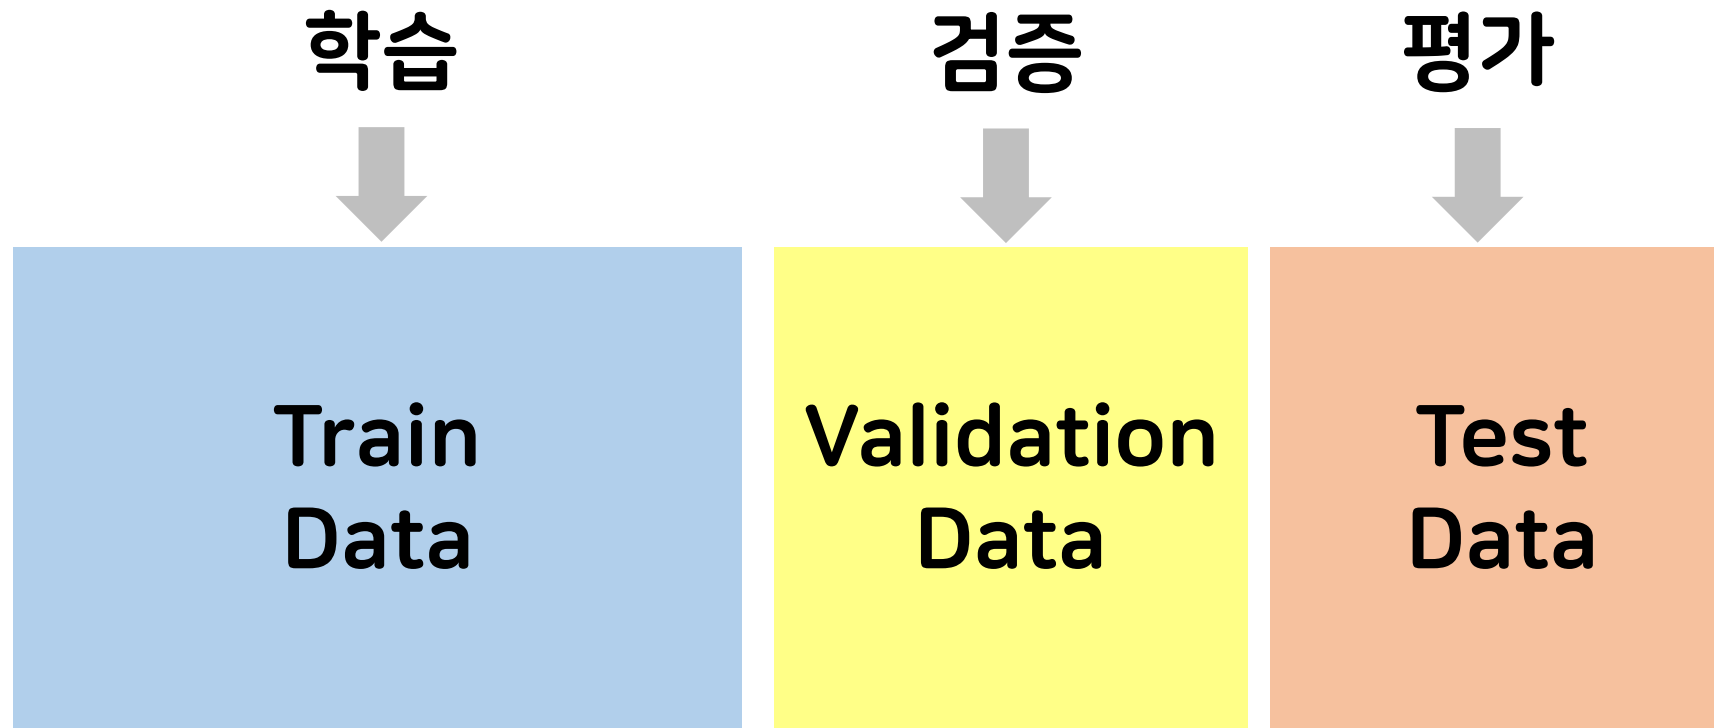 학습
검증
평가
Train
Data
Validation
Data
Test
Data